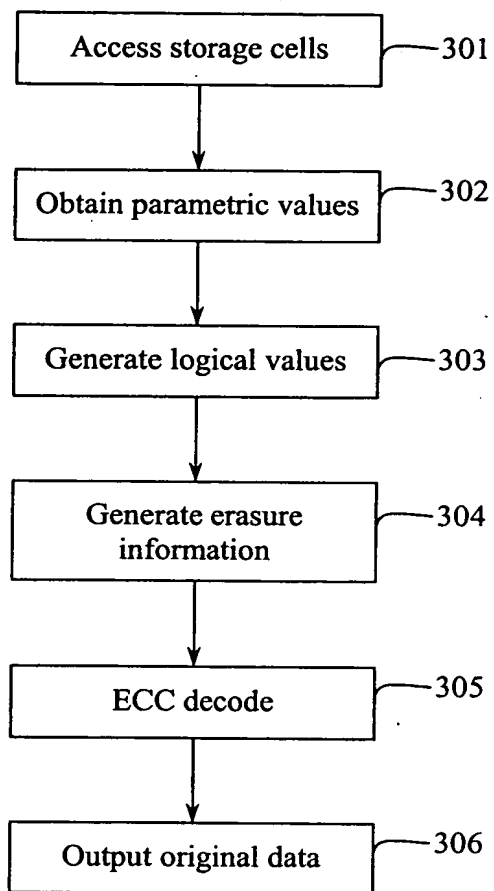 Access storage cells
301
Obtain parametric values
302
Generate logical values
303
Generate erasure
information
304
ECC decode
305
Output original data
306